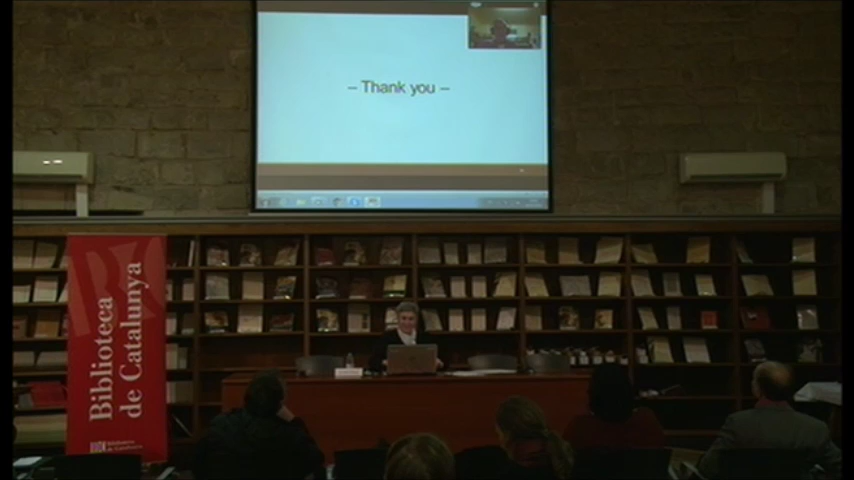 – Thank you –
Biblioteca
de Catalunya